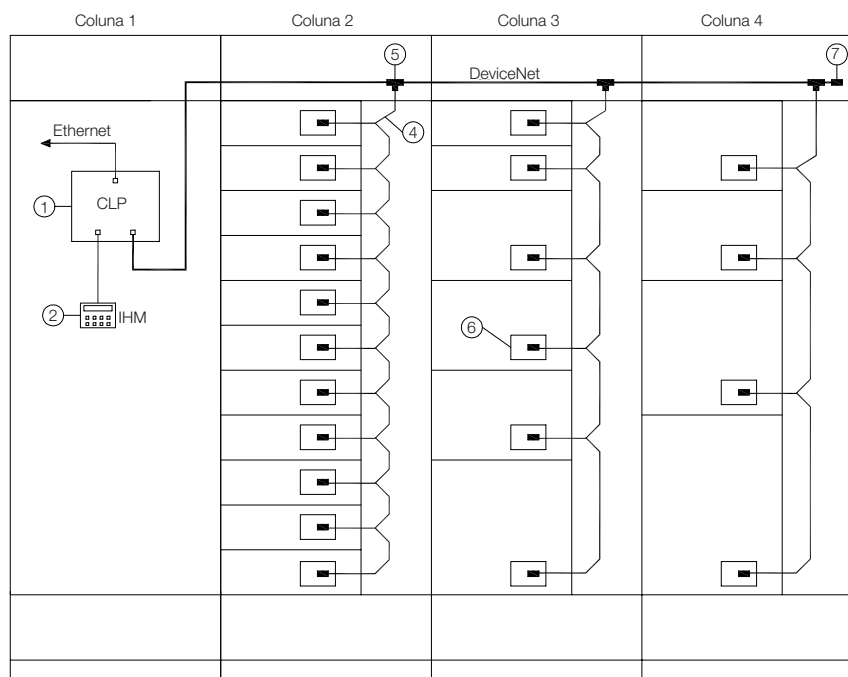 Coluna 1
Coluna 2
Coluna 3
Coluna 4
5
7
DeviceNet
4
Ethernet
1
CLP
2
IHM
6